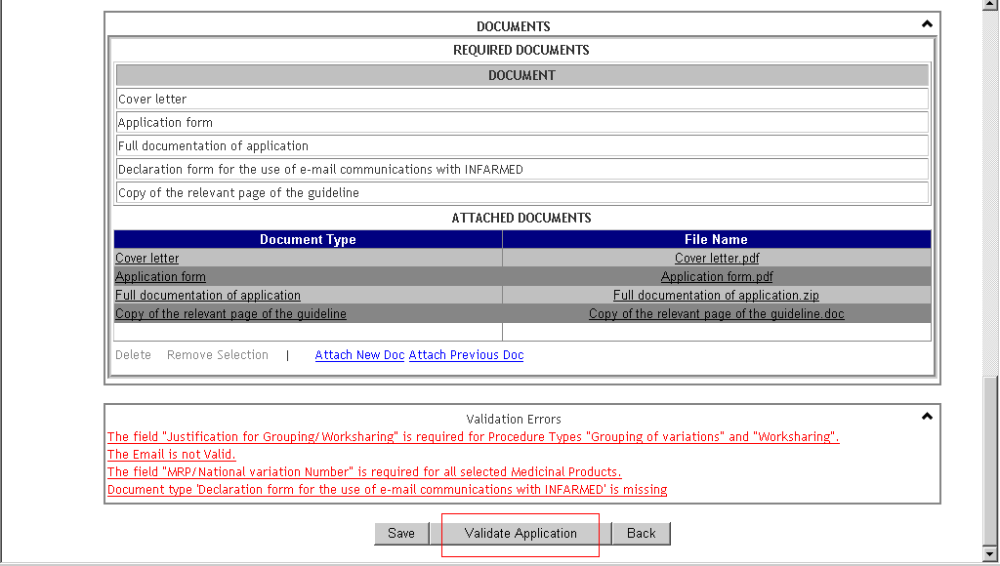 DOCUMENTS
REQUIRED DOCUMENTS
DOCUMENT
Cover letter
Application form
Full documentation of application
Declaration form for the use of e-mail communications with INFARMED
Copy of the relevant page of the guideline
ATTACHED DOCUMENTS
Document Type File Name
Cover letter Cover letter.pdf
Application form Application form.pdf
Full documentation of application Full documentation of application.zip
Copy of the relevant page of the guideline Copy of the relevant page of the guideline.doc
Delete Remove Selection | Attach New Doc Attach Previous Doc
Validation Errors
The field "Justification for Grouping/Worksharing" is required for Procedure Types "Grouping of variations" and "Worksharing".
The Email is not Valid.
The field "MRP/National variation Number" is required for all selected Medicinal Products.
Document type 'Declaration form for the use of e-mail communications with INFARMED' is missing
Save Validate Application Back